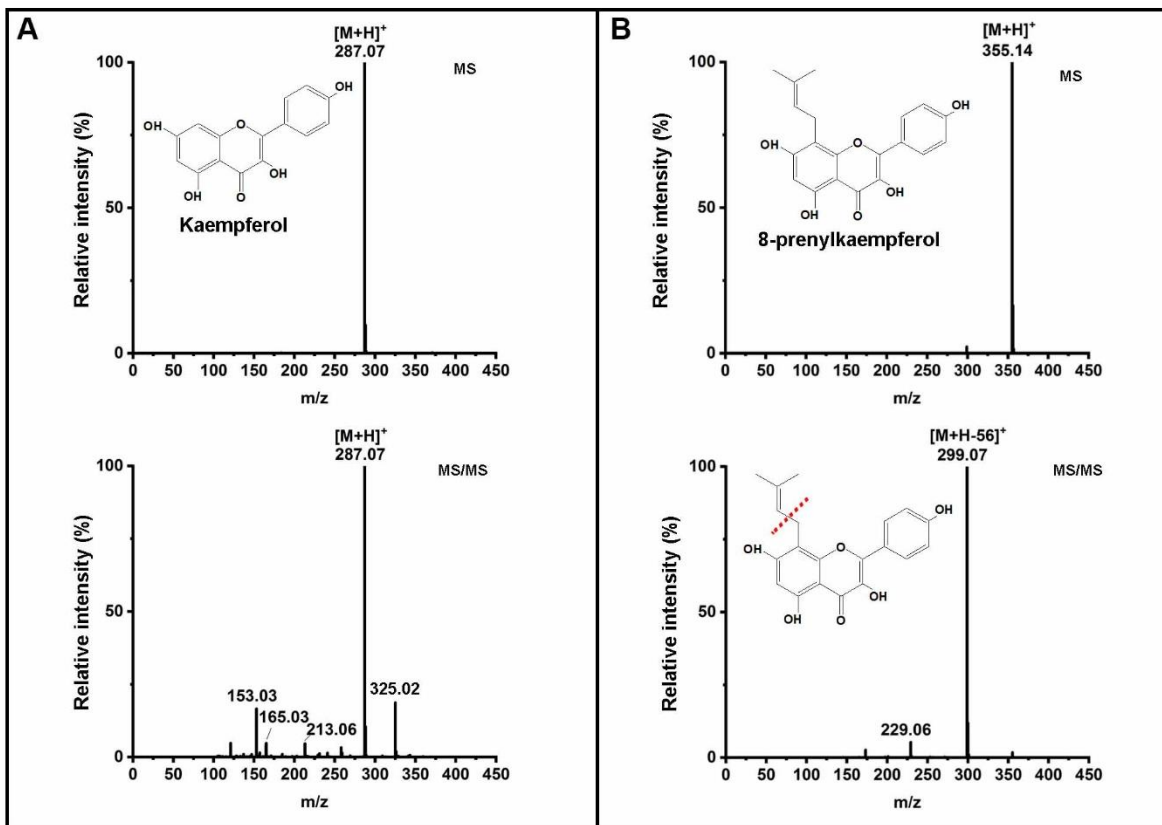 A
[M+H]+
287.07
MS
100
50
0
Relative intensity (%)
OH
OH
O
OH
OH
O
Kaempferol
0 50 100 150 200 250 300 350 400 450
m/z
[M+H]+
287.07
MS/MS
100
50
0
Relative intensity (%)
153.03
165.03
213.06
325.02
0 50 100 150 200 250 300 350 400 450
m/z
B
[M+H]+
355.14
MS
100
50
0
Relative intensity (%)
OH
HO
O
OH
OH
O
8-prenylkaempferol
0 50 100 150 200 250 300 350 400 450
m/z
[M+H-56]+
299.07
MS/MS
100
50
0
Relative intensity (%)
OH
HO
O
OH
OH
O
229.06
0 50 100 150 200 250 300 350 400 450
m/z